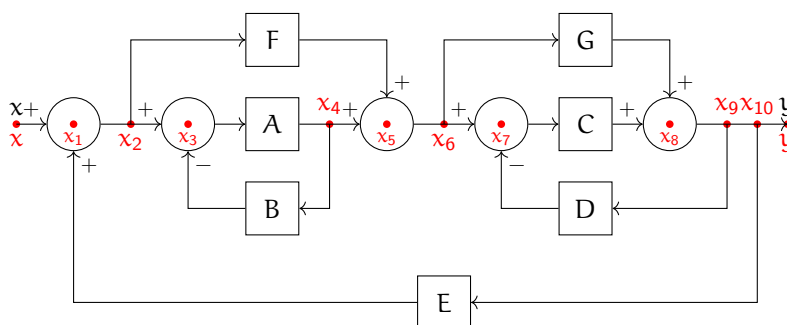 F G
x + + + x₄ + + + + x₉ x₁₀ y
x x₁ x₂ x₃ A x₅ x₆ x₇ C x₈ y
+ − B − D
E